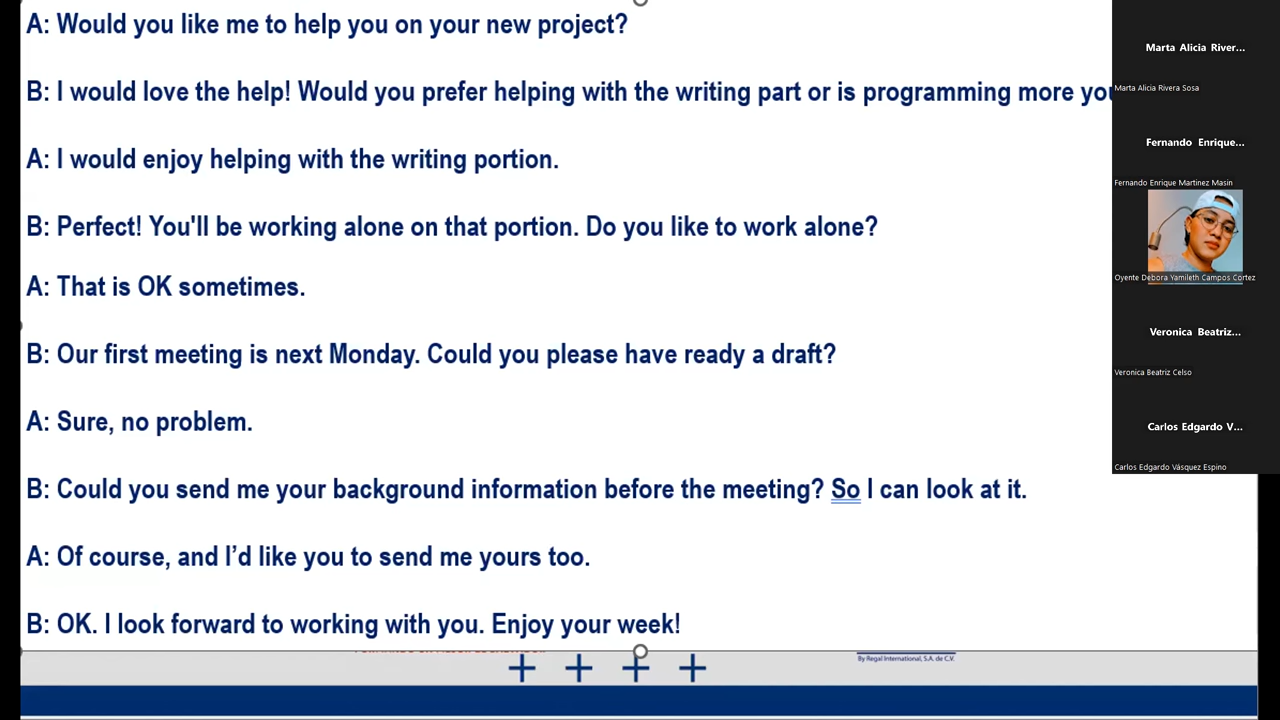 A: Would you like me to help you on your new project?
B: I would love the help! Would you prefer helping with the writing part or is programming more
A: I would enjoy helping with the writing portion.
B: Perfect! You'll be working alone on that portion. Do you like to work alone?
A: That is OK sometimes.
B: Our first meeting is next Monday. Could you please have ready a draft?
A: Sure, no problem.
B: Could you send me your background information before the meeting? So I can look at it.
A: Of course, and I’d like you to send me yours too.
B: OK. I look forward to working with you. Enjoy your week!
By Regal International, S.A. de C.V.
Marta Alicia River...
Marta Alicia Rivera Sosa
Fernando Enrique...
Fernando Enrique Martinez Masin
Oyente Debora Yamileth Campos Cortez
Veronica Beatriz...
Veronica Beatriz Celso
Carlos Edgardo V...
Carlos Edgardo Vásquez Espino